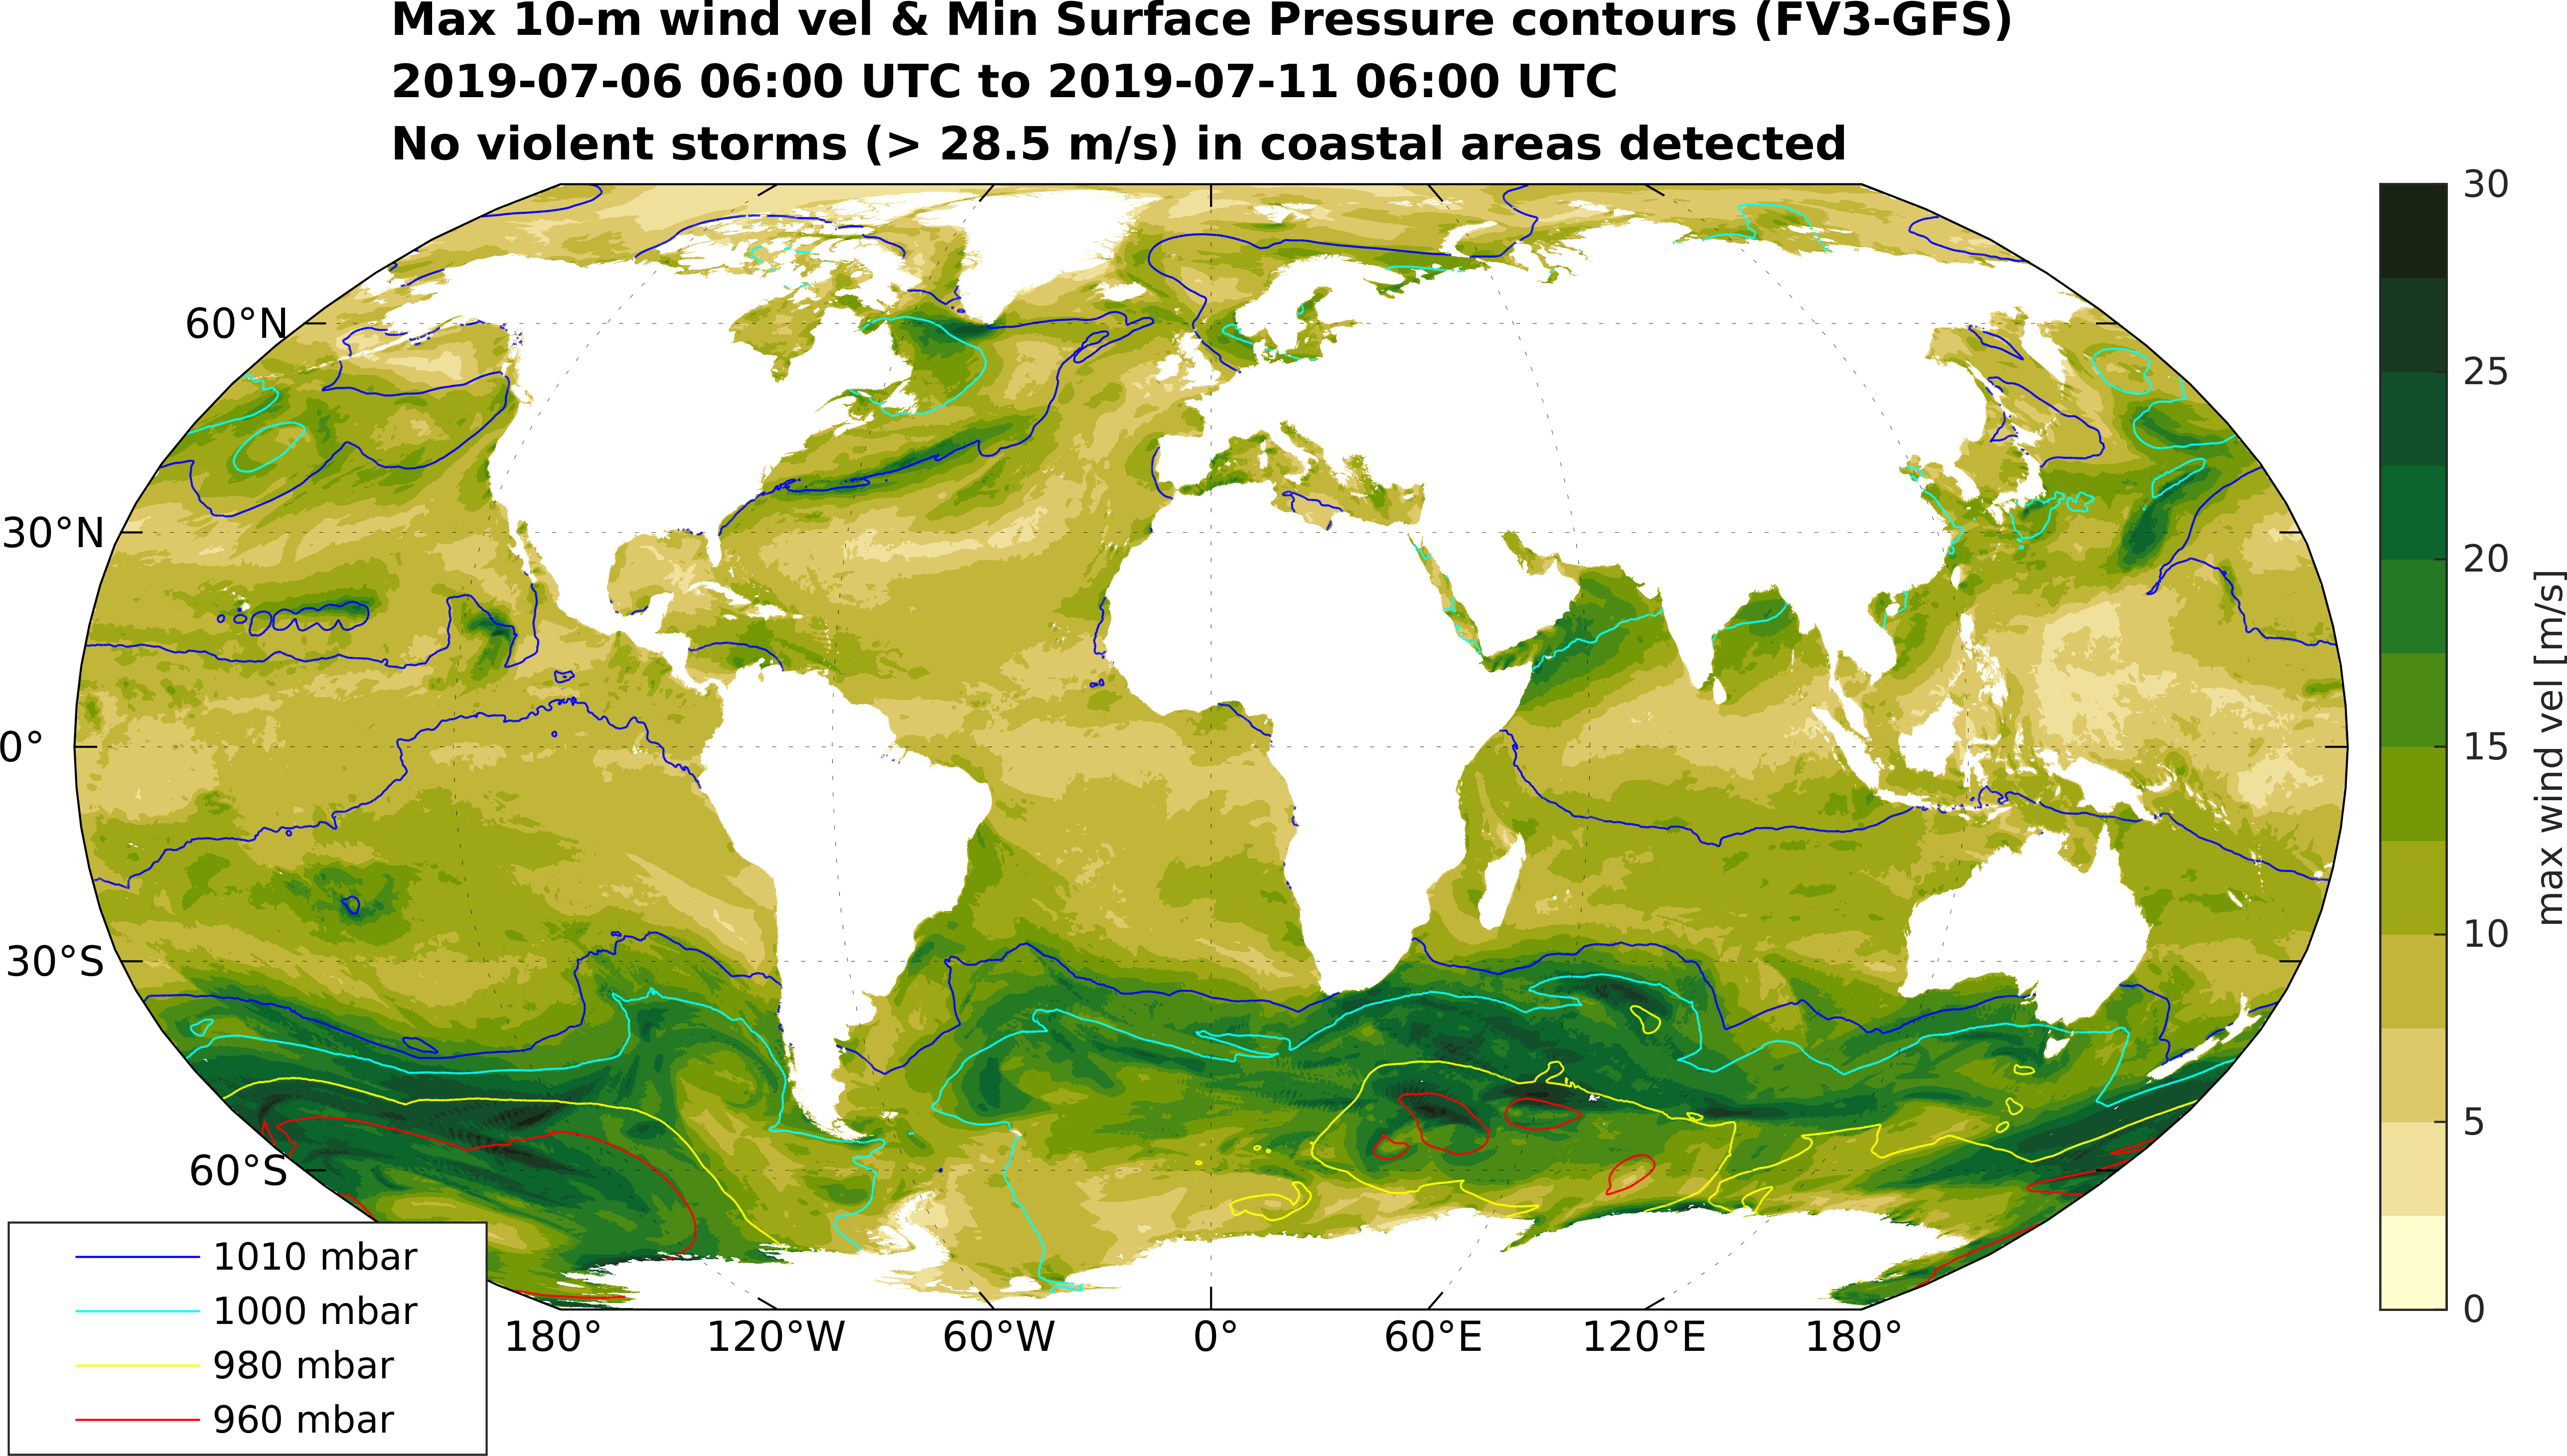 Max 10-m wind vel & Min Surface Pressure contours (FV3-GFS)
2019-07-06 06:00 UTC to 2019-07-11 06:00 UTC
No violent storms (> 28.5 m/s) in coastal areas detected
60°N
30°N
0°
30°S
60°S
180°
120°W
60°W
0°
60°E
120°E
180°
1010 mbar
1000 mbar
980 mbar
960 mbar
30
25
20
15
10
5
0
max wind vel [m/s]